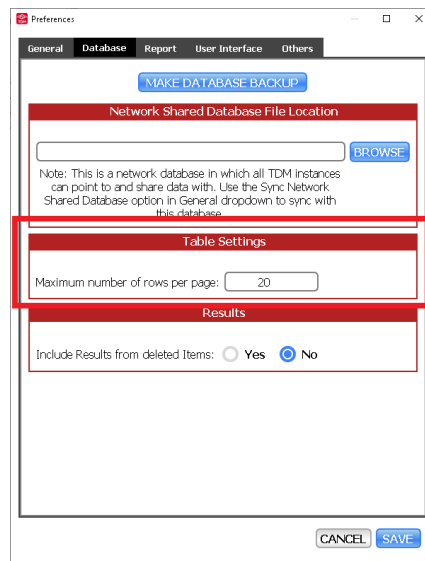 Preferences
General Database Report User Interface Others
MAKE DATABASE BACKUP
Network Shared Database File Location
BROWSE
Note: This is a network database in which all TDM instances
can point to and share data with. Use the Sync Network
Shared Database option in General dropdown to sync with
this database
Table Settings
Maximum number of rows per page: 20
Results
Include Results from deleted Items: Yes No
CANCEL SAVE